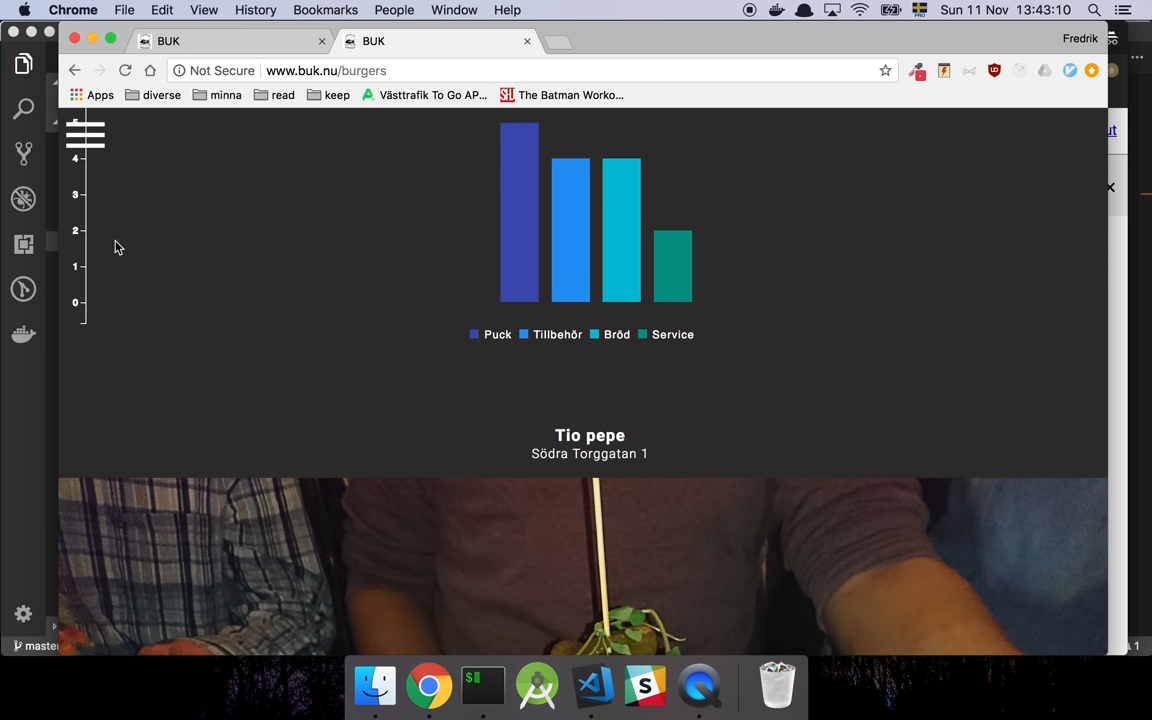 Chrome File Edit View History Bookmarks People Window Help Sun 11 Nov 13:43:10
BUK BUK Fredrik
Not Secure www.buk.nu/burgers
Apps diverse minna read keep Västtrafik To Go AP... The Batman Worko...
4
3
2
1
0
Puck Tillbehör Bröd Service
Tio pepe
Södra Torggatan 1
ut
master
1
$
S